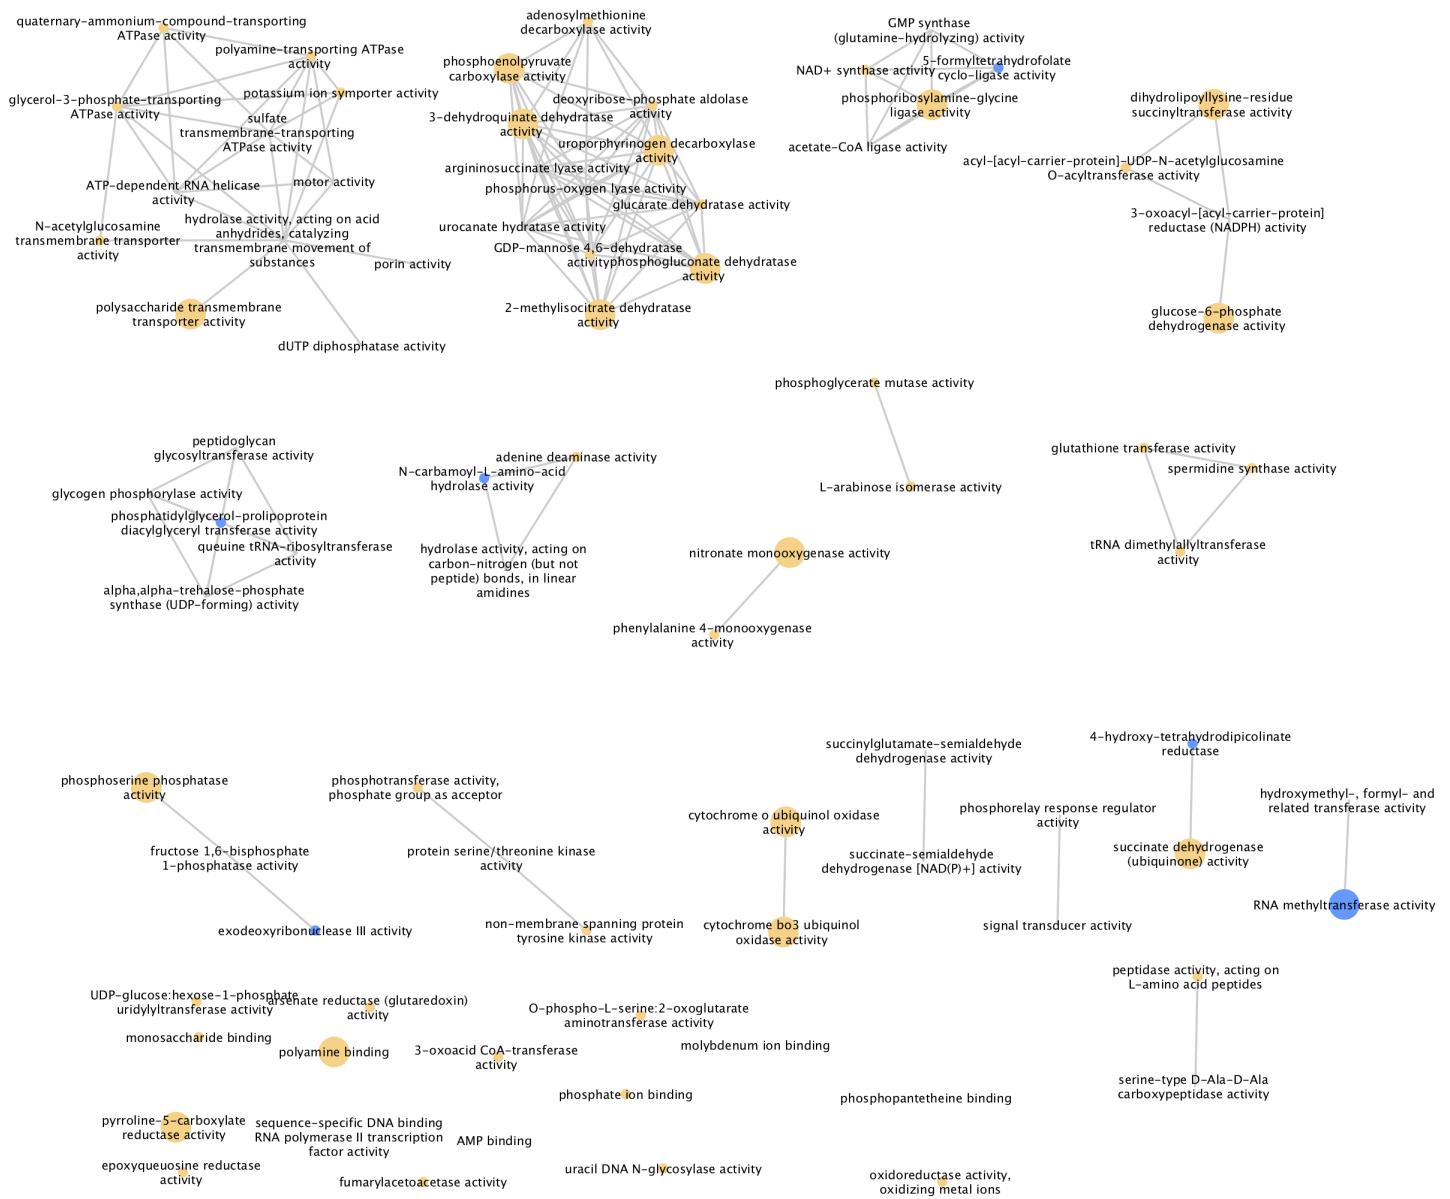 quaternary-ammonium-compound-transporting
ATPase activity
polyamine-transporting ATPase
activity
glycerol-3-phosphate-transporting
ATPase activity
potassium ion symporter activity
sulfate
transmembrane-transporting
ATPase activity
ATP-dependent RNA helicase
activity
motor activity
N-acetylglucosamine
transmembrane transporter
activity
hydrolase activity, acting on acid
anhydrides, catalyzing
transmembrane movement of
substances
porin activity
polysaccharide transmembrane
transporter activity
dUTP diphosphatase activity
adenosylmethionine
decarboxylase activity
phosphoenolpyruvate
carboxylase activity
deoxyribose-phosphate aldolase
activity
3-dehydroquinate dehydratase
activity
uroporphyrinogen decarboxylase
activity
argininosuccinate lyase activity
phosphorus-oxygen lyase activity
glucarate dehydratase activity
urocanate hydratase activity
GDP-mannose 4,6-dehydratase
activity
phosphogluconate dehydratase
activity
2-methylisocitrate dehydratase
activity
GMP synthase
(glutamine-hydrolyzing) activity
5-formyltetrahydrofolate
cyclo-ligase activity
NAD+ synthase activity
phosphoribosylamine-glycine
ligase activity
acetate-CoA ligase activity
dihydrolipoyllysine-residue
succinyltransferase activity
acyl-[acyl-carrier-protein]-UDP-N-acetylglucosamine
O-acyltransferase activity
3-oxoacyl-[acyl-carrier-protein]
reductase (NADPH) activity
glucose-6-phosphate
dehydrogenase activity
peptidoglycan
glycosyltransferase activity
glycogen phosphorylase activity
phosphatidylglycerol-prolipoprotein
diacylglyceryl transferase activity
queuine tRNA-ribosyltransferase
activity
alpha,alpha-trehalose-phosphate
synthase (UDP-forming) activity
adenine deaminase activity
N-carbamoyl-L-amino-acid
hydrolase activity
hydrolase activity, acting on
carbon-nitrogen (but not
peptide) bonds, in linear
amidines
phosphoglycerate mutase activity
L-arabinose isomerase activity
nitronate monooxygenase activity
phenylalanine 4-monooxygenase
activity
glutathione transferase activity
spermidine synthase activity
tRNA dimethylallyltransferase
activity
phosphoserine phosphatase
activity
fructose 1,6-bisphosphate
1-phosphatase activity
exodeoxyribonuclease III activity
phosphotransferase activity,
phosphate group as acceptor
protein serine/threonine kinase
activity
non-membrane spanning protein
tyrosine kinase activity
cytochrome o ubiquinol oxidase
activity
cytochrome bo3 ubiquinol
oxidase activity
succinylglutamate-semialdehyde
dehydrogenase activity
succinate-semialdehyde
dehydrogenase [NAD(P)+] activity
phosphorelay response regulator
activity
signal transducer activity
4-hydroxy-tetrahydrodipicolinate
reductase
succinate dehydrogenase
(ubiquinone) activity
hydroxymethyl-, formyl- and
related transferase activity
RNA methyltransferase activity
UDP-glucose:hexose-1-phosphate
uridylyltransferase activity
arsenate reductase (glutaredoxin)
activity
monosaccharide binding
polyamine binding
3-oxoacid CoA-transferase
activity
O-phospho-L-serine:2-oxoglutarate
aminotransferase activity
molybdenum ion binding
phosphate ion binding
phosphopantetheine binding
peptidase activity, acting on
L-amino acid peptides
serine-type D-Ala-D-Ala
carboxypeptidase activity
pyrroline-5-carboxylate
reductase activity
sequence-specific DNA binding
RNA polymerase II transcription
factor activity
AMP binding
epoxyqueuosine reductase
activity
fumarylacetoacetase activity
uracil DNA N-glycosylase activity
oxidoreductase activity,
oxidizing metal ions